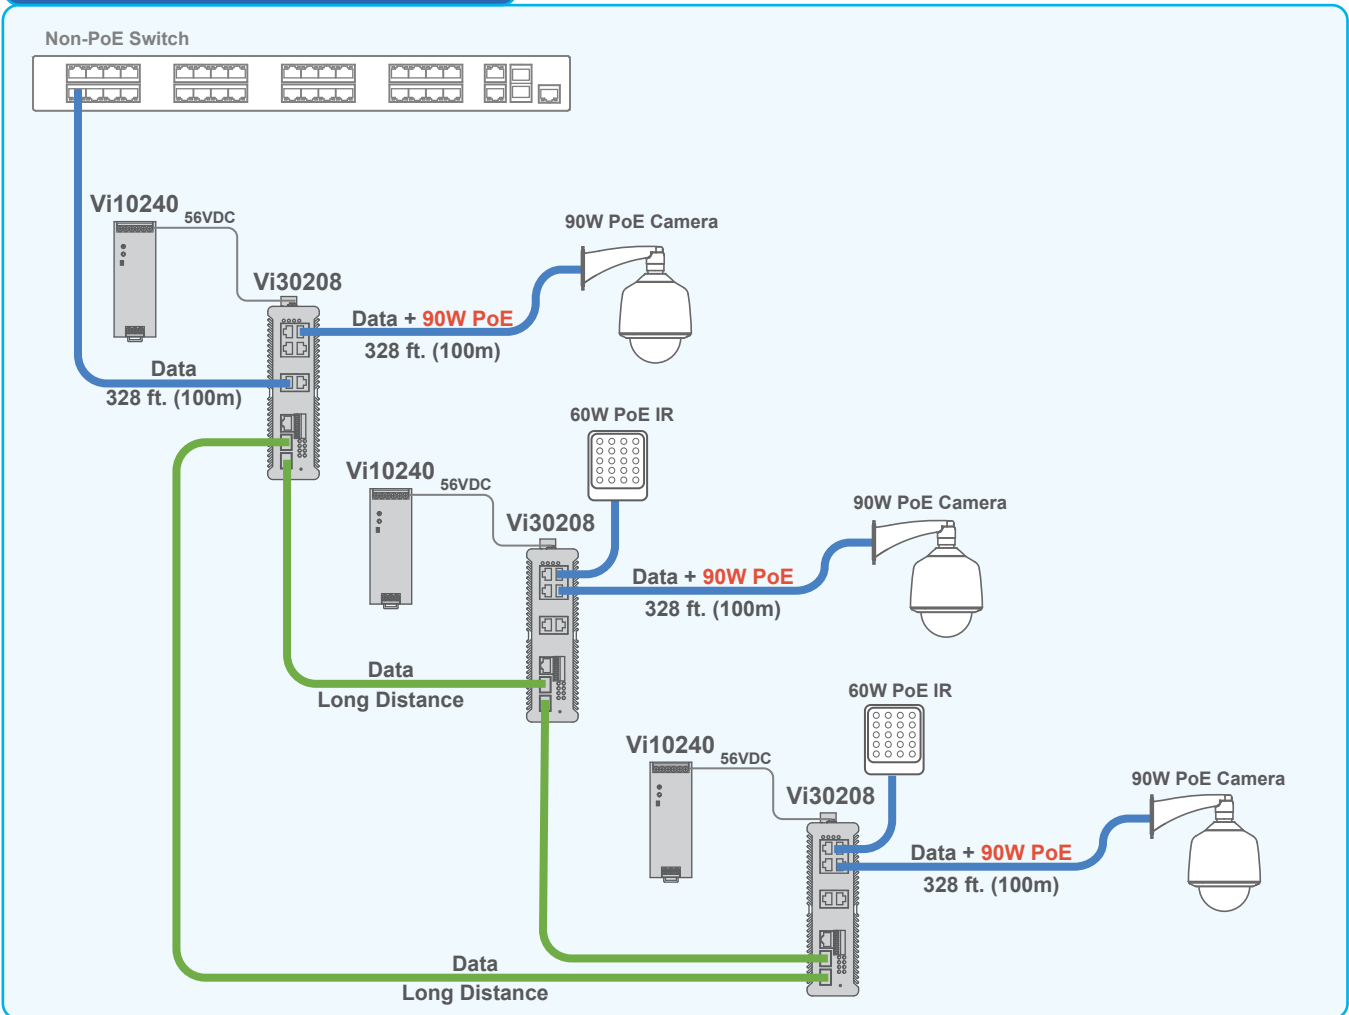 Non-PoE Switch
Vi10240
56VDC
90W PoE Camera
Vi30208
Data + 90W PoE
328 ft. (100m)
Data
328 ft. (100m)
60W PoE IR
Vi10240
56VDC
90W PoE Camera
Vi30208
Data + 90W PoE
328 ft. (100m)
Data
Long Distance
60W PoE IR
Vi10240
56VDC
90W PoE Camera
Vi30208
Data + 90W PoE
328 ft. (100m)
Data
Long Distance